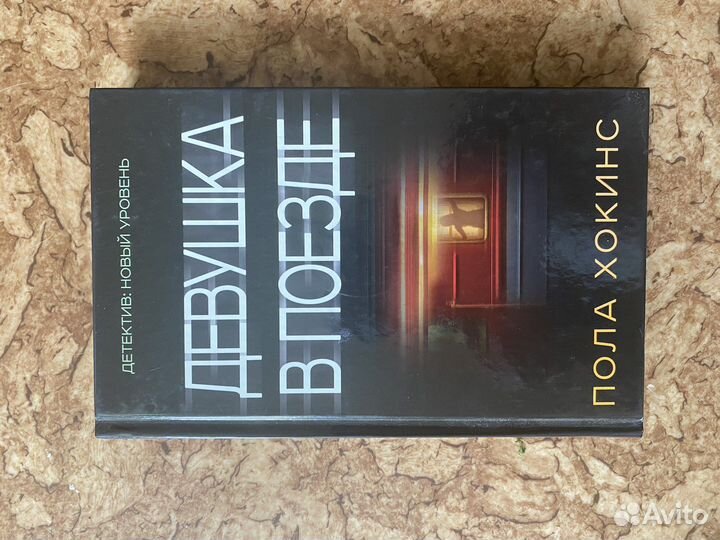 ДЕТЕКТИВ: НОВЫЙ УРОВЕНЬ
ДЕВУШКА
В ПОЕЗДЕ
ПОЛА ХОКИНС
Avito